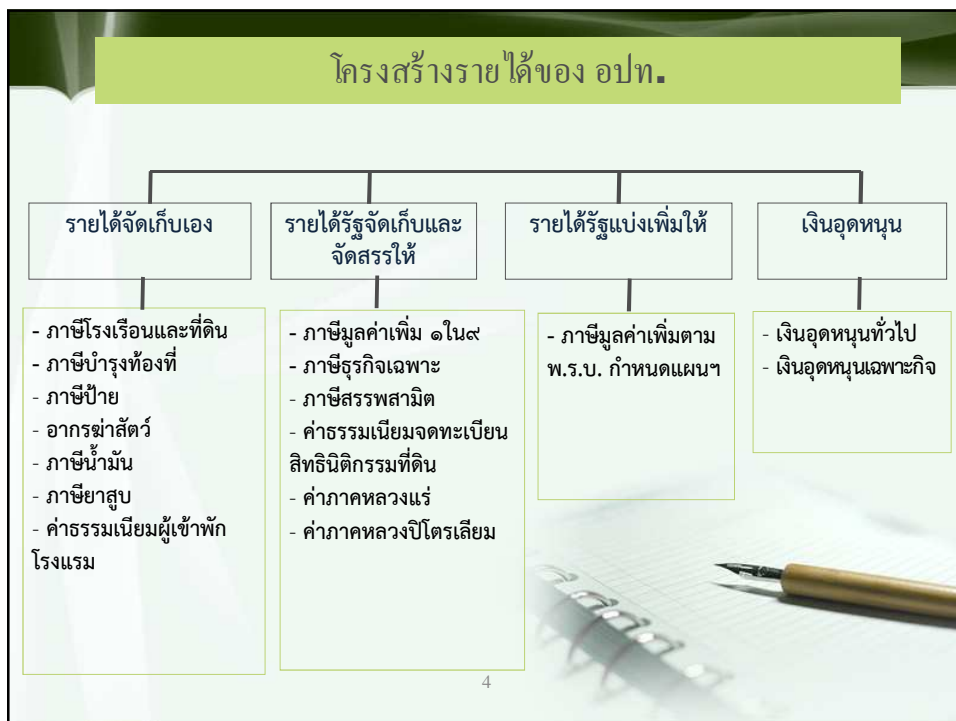 โครงสร้างรายได้ของ อปท.
รายได้จัดเก็บเอง
รายได้รัฐจัดเก็บและ
จัดสรรให้
รายได้รัฐแบ่งเพิ่มให้
เงินอุดหนุน
- ภาษีโรงเรือนและที่ดิน
- ภาษีบำรุงท้องที่
- ภาษีป้าย
- อากรฆ่าสัตว์
- ภาษีน้ำมัน
- ภาษียาสูบ
- ค่าธรรมเนียมผู้เข้าพัก
โรงแรม
- ภาษีมูลค่าเพิ่ม ๑ใน๙
- ภาษีธุรกิจเฉพาะ
- ภาษีสรรพสามิต
- ค่าธรรมเนียมจดทะเบียน
สิทธินิติกรรมที่ดิน
- ค่าภาคหลวงแร่
- ค่าภาคหลวงปิโตรเลียม
- ภาษีมูลค่าเพิ่มตาม
พ.ร.บ. กำหนดแผนฯ
- เงินอุดหนุนทั่วไป
- เงินอุดหนุนเฉพาะกิจ
4